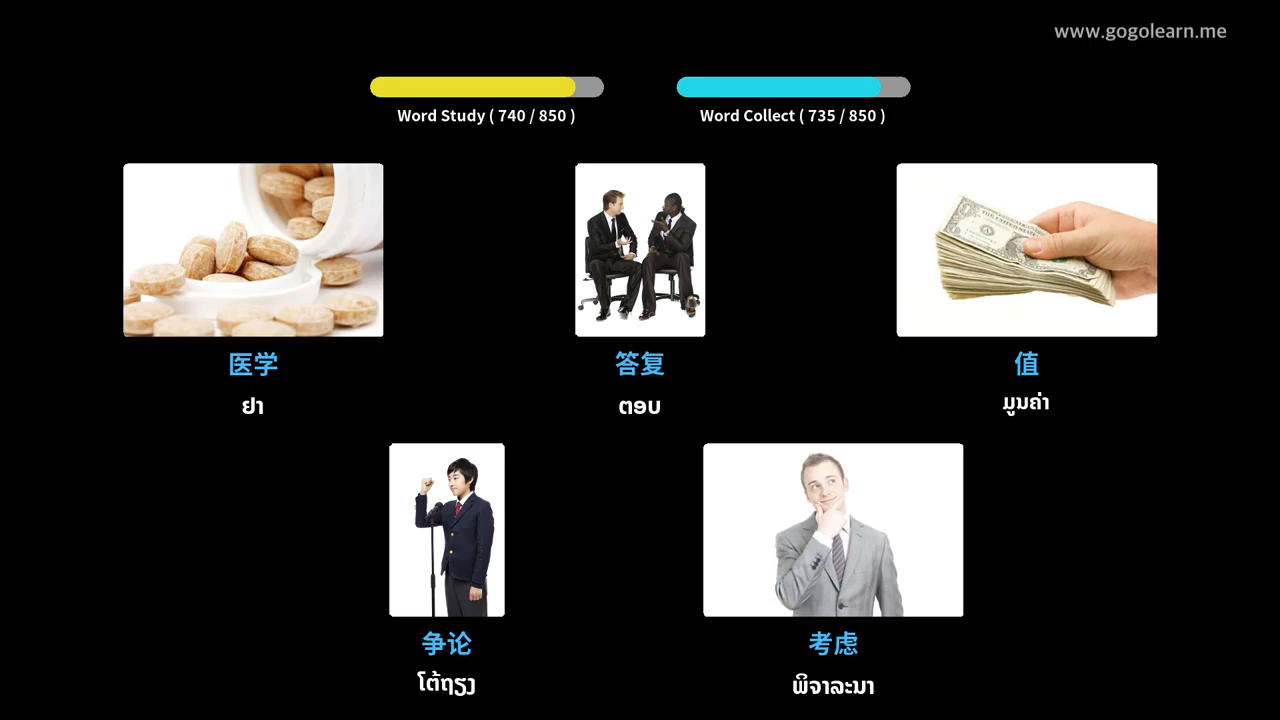 www.gogolearn.me
Word Study ( 740 / 850 )
Word Collect ( 735 / 850 )
医学
答复
值
ຢາ
ຕອບ
ມູນຄ່າ
争论
考虑
ໂຕ້ຖຽງ
ພິຈາລະນາ